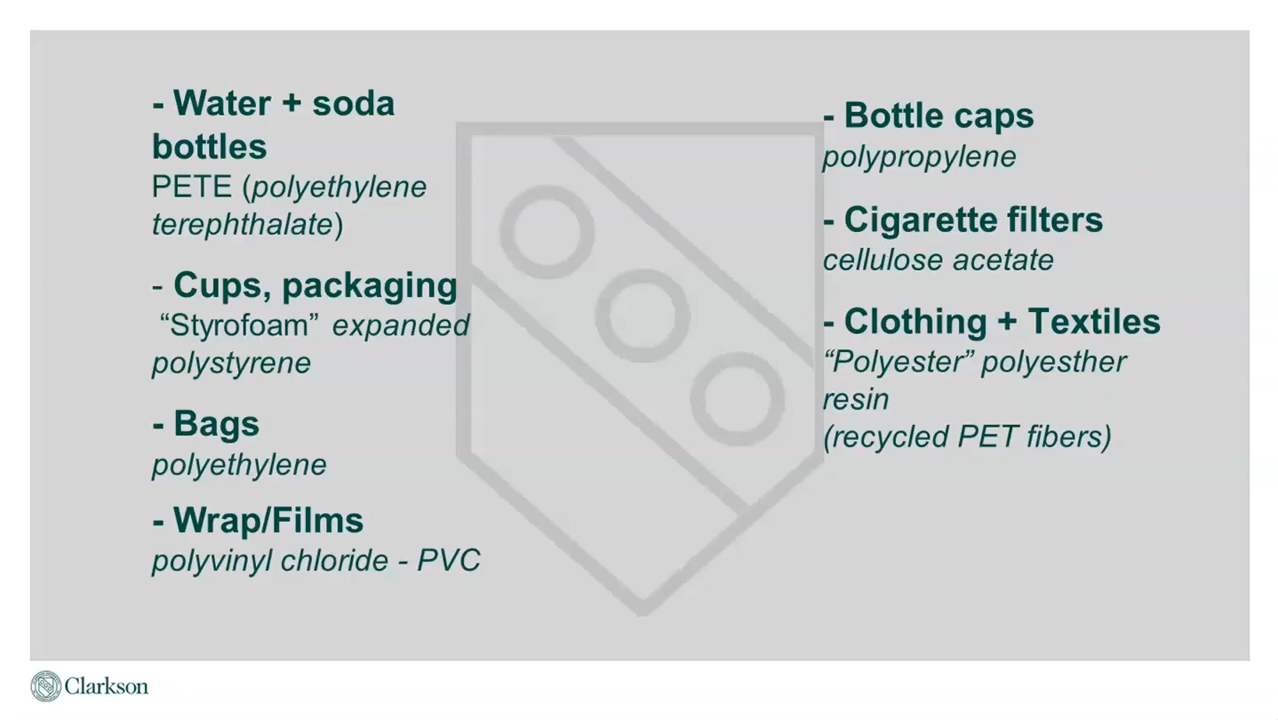 - Water + soda
bottles
PETE (polyethylene
terephthalate)
- Cups, packaging
“Styrofoam” expanded
polystyrene
- Bags
polyethylene
- Wrap/Films
polyvinyl chloride - PVC
- Bottle caps
polypropylene
- Cigarette filters
cellulose acetate
- Clothing + Textiles
“Polyester” polyesther
resin
(recycled PET fibers)
Clarkson